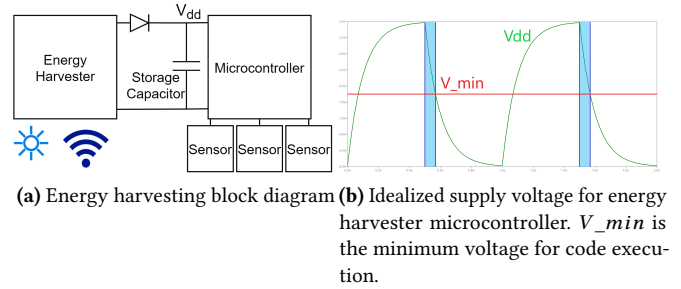 V_dd
Energy
Harvester
Storage
Capacitor
Microcontroller
Sensor Sensor Sensor
Vdd
V_min
(a) Energy harvesting block diagram
(b) Idealized supply voltage for energy
harvester microcontroller. V_min is
the minimum voltage for code execu-
tion.